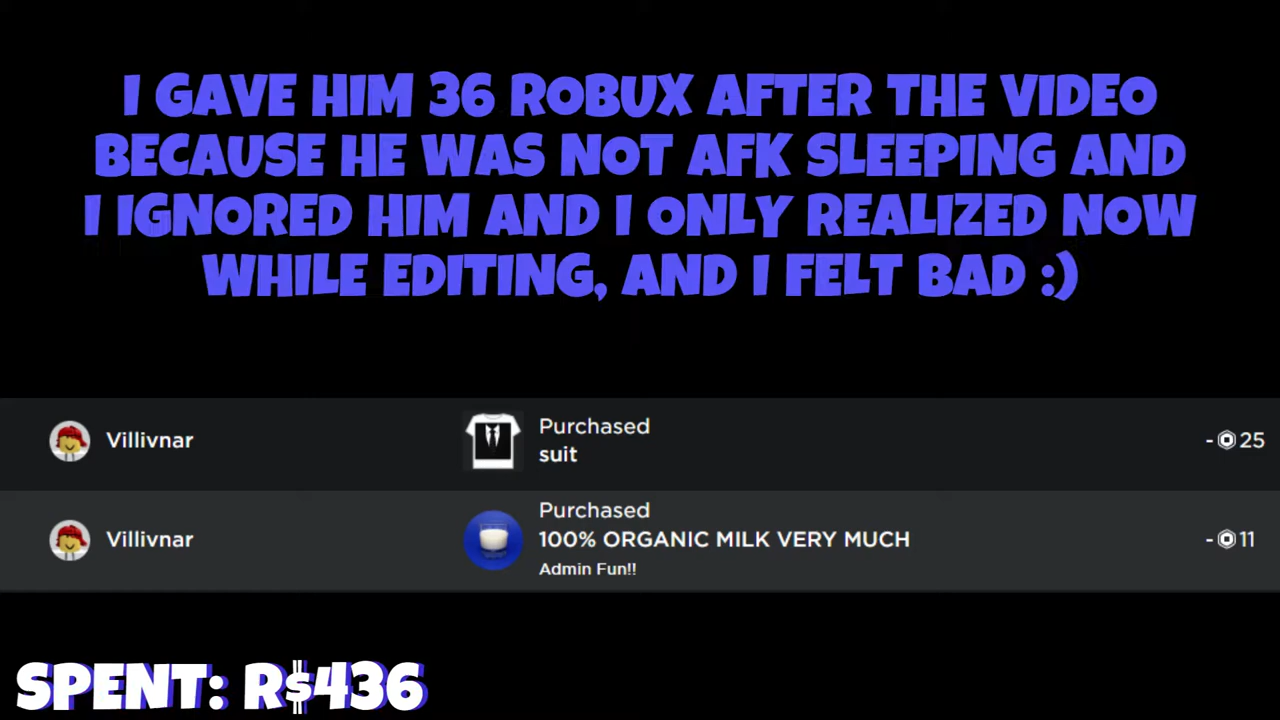 I GAVE HIM 36 ROBUX AFTER THE VIDEO
BECAUSE HE WAS NOT AFK SLEEPING AND
I IGNORED HIM AND I ONLY REALIZED NOW
WHILE EDITING, AND I FELT BAD :)
Villivnar
Purchased
suit
-25
Villivnar
Purchased
100% ORGANIC MILK VERY MUCH
Admin Fun!!
-11
SPENT: R$436